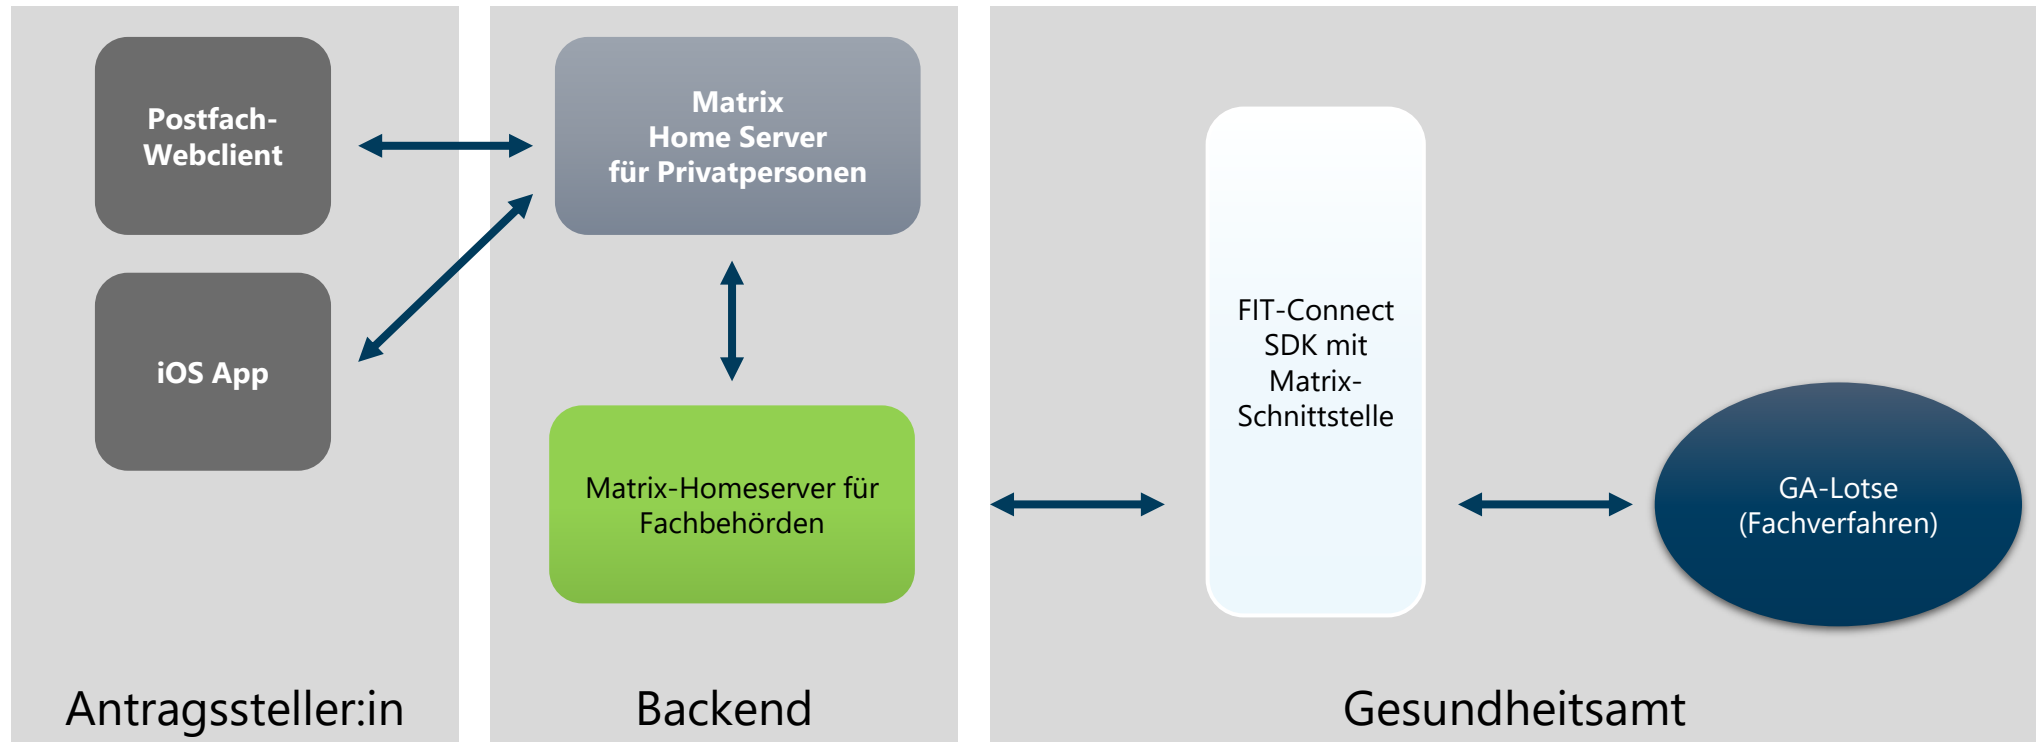 Postfach-
Webclient
iOS App
Antragssteller:in
Matrix
Home Server
für Privatpersonen
Matrix-Homeserver für
Fachbehörden
Backend
FIT-Connect
SDK mit
Matrix-
Schnittstelle
GA-Lotse
(Fachverfahren)
Gesundheitsamt